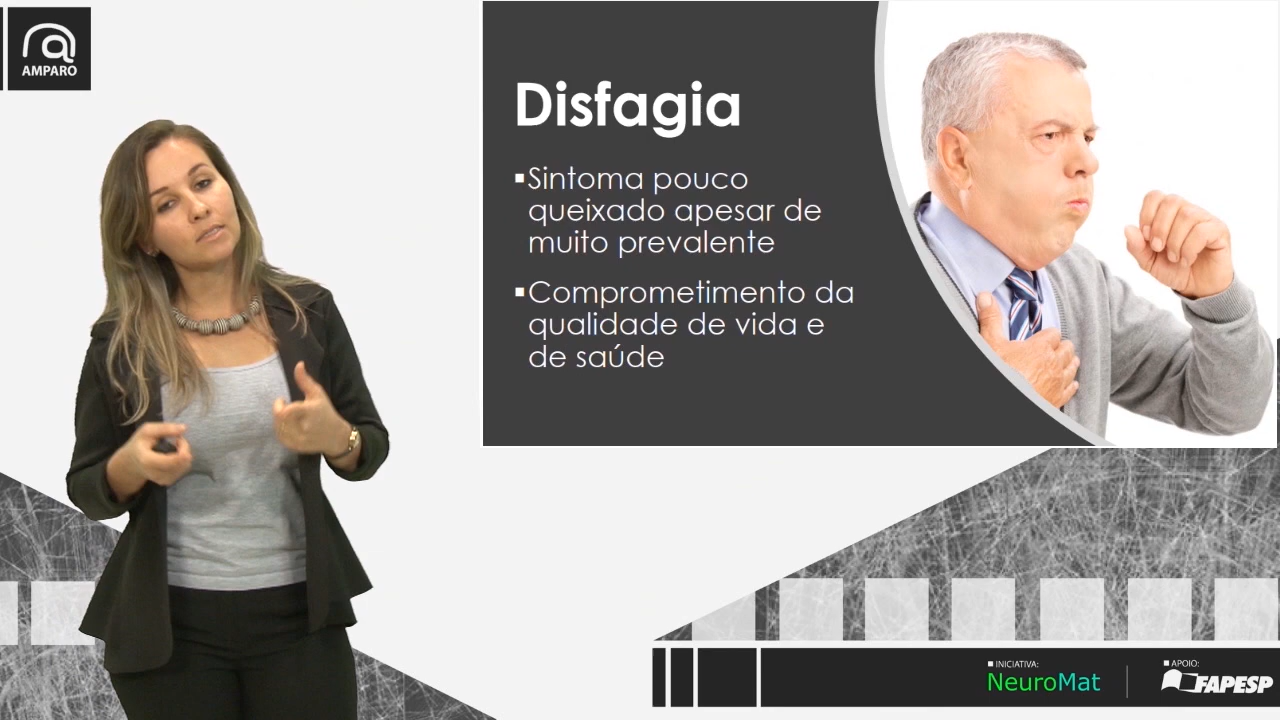 AMPARO
Disfagia
▪Sintoma pouco
queixado apesar de
muito prevalente
▪Comprometimento da
qualidade de vida e
de saúde
INICIATIVA:
NeuroMat
APOIO:
FAPESP